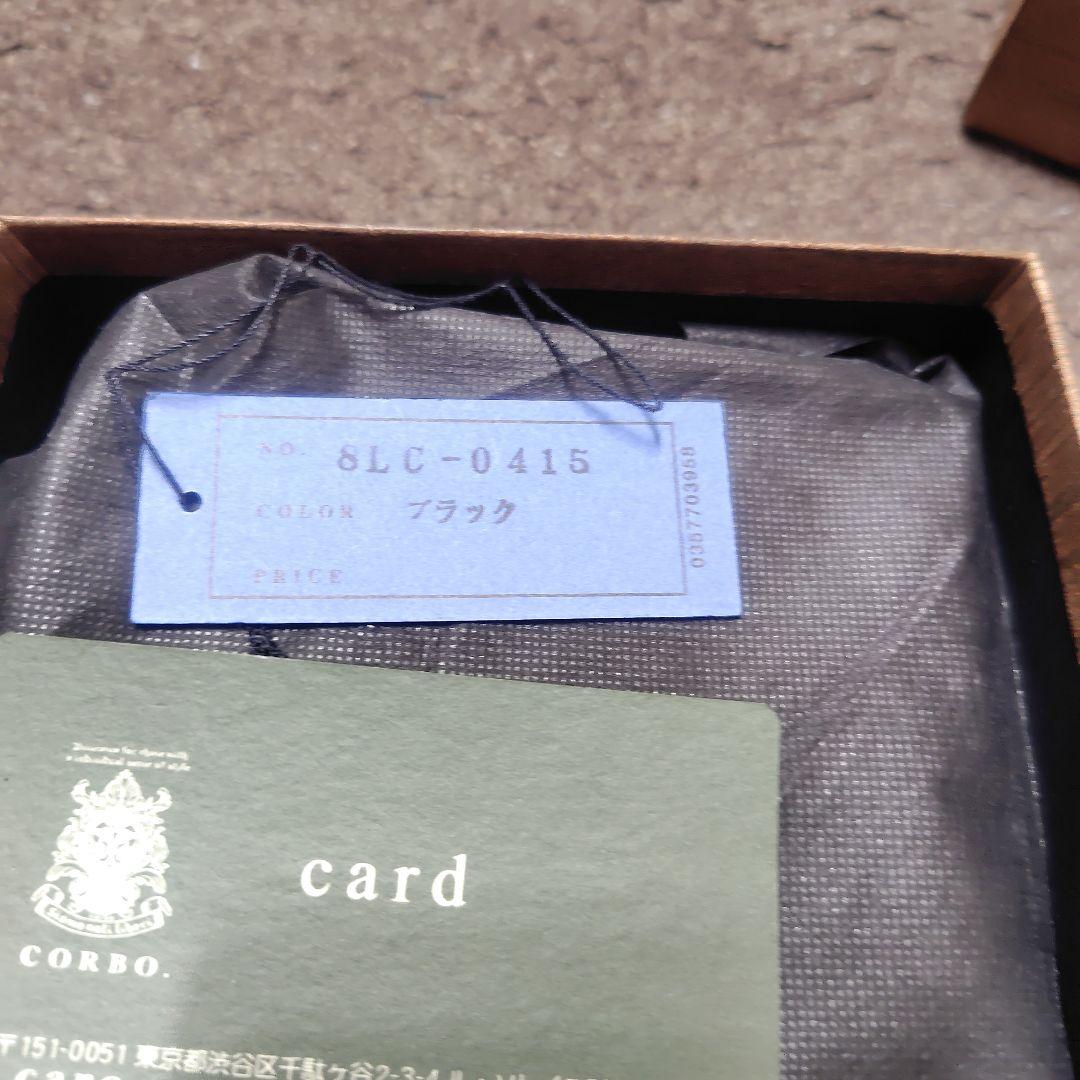 NO. 8LC-0415
COLOR ブラック
PRICE
0357703958
card
CORBO.
〒151-0051 東京都渋谷区千駄ヶ谷2-3-4